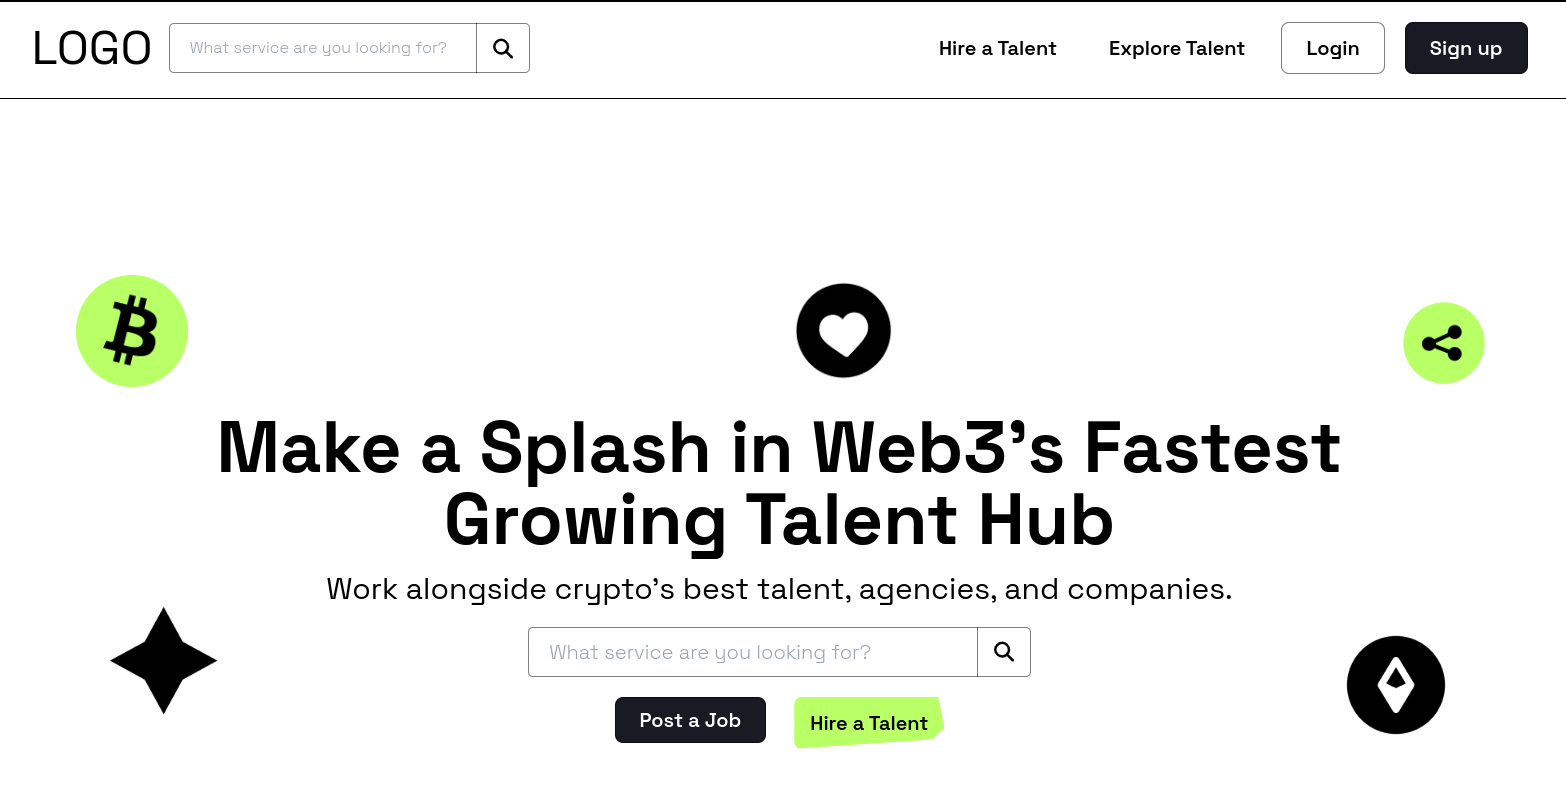 LOGO
What service are you looking for?
Hire a Talent
Explore Talent
Login
Sign up
Make a Splash in Web3’s Fastest
Growing Talent Hub
Work alongside crypto’s best talent, agencies, and companies.
What service are you looking for?
Post a Job
Hire a Talent